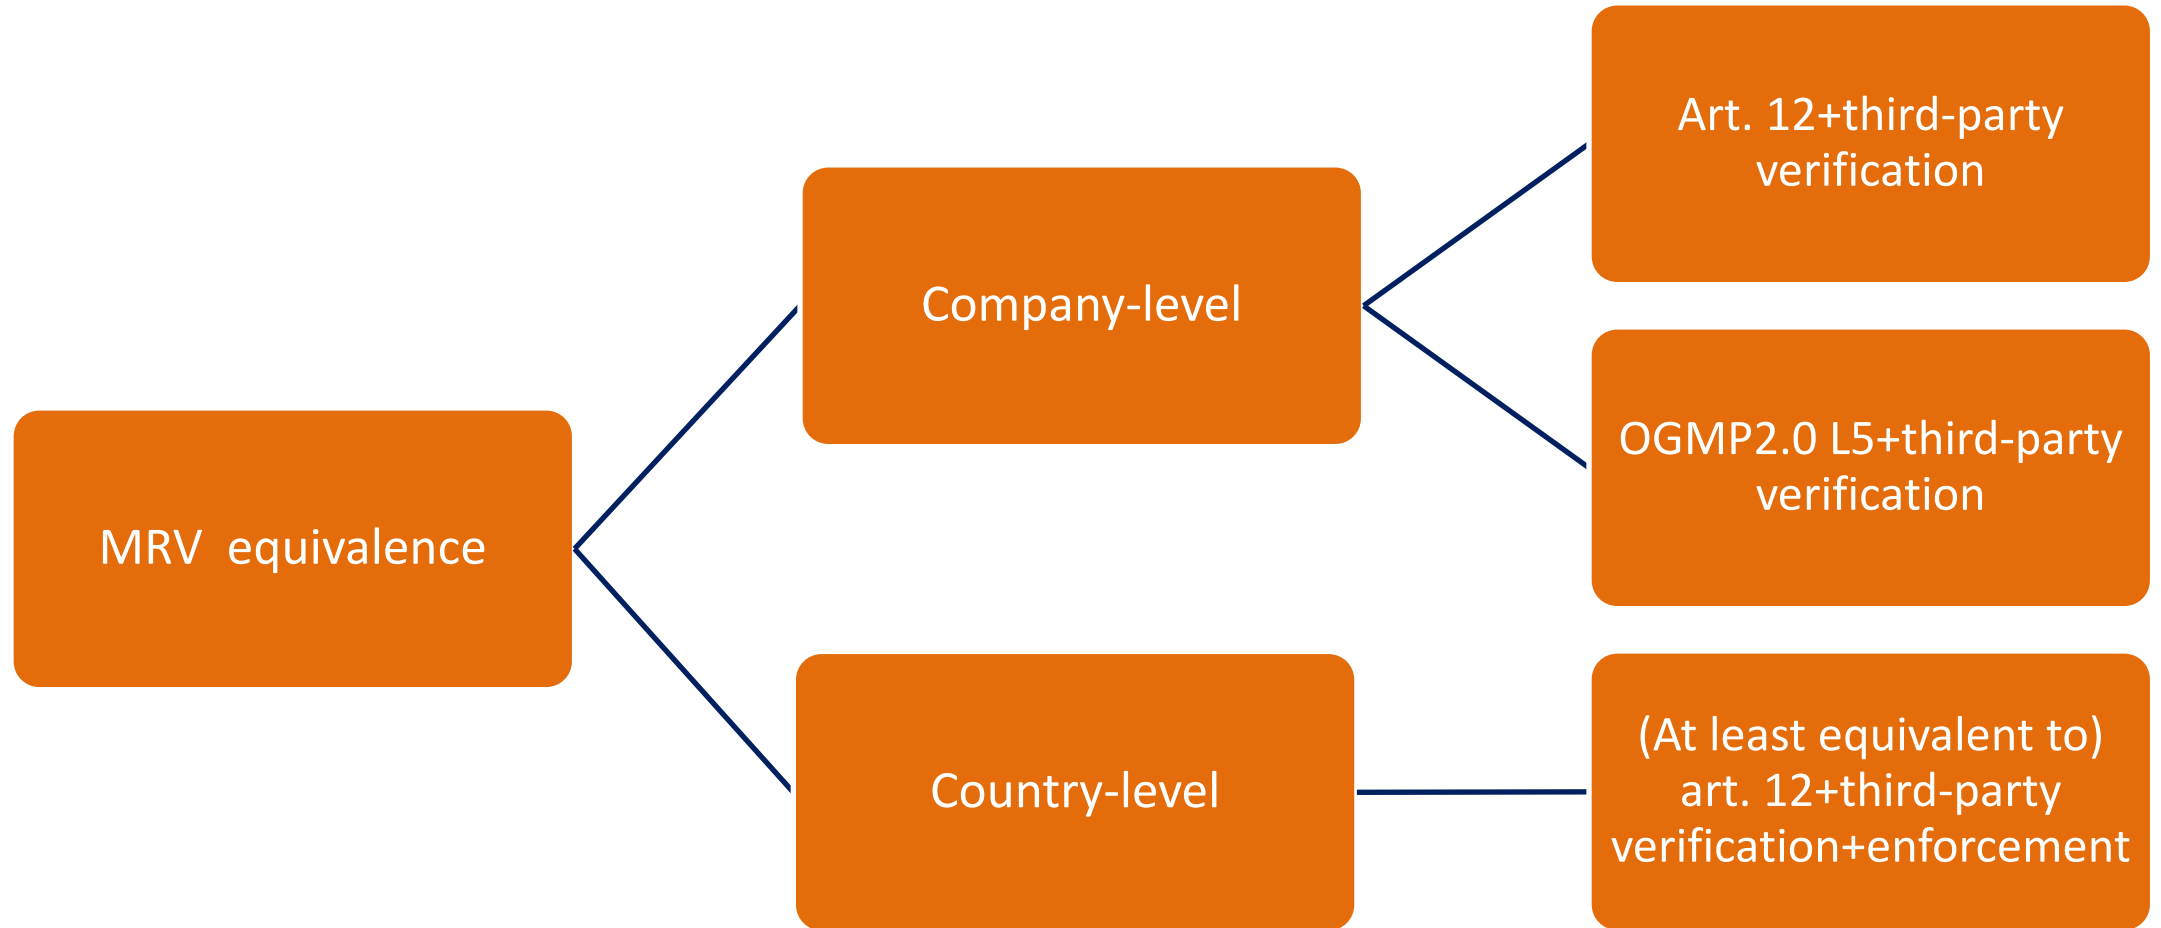 MRV  equivalence
Company-level
Art. 12+third-party
verification
OGMP2.0 L5+third-party
verification
Country-level
(At least equivalent to)
art. 12+third-party
verification+enforcement